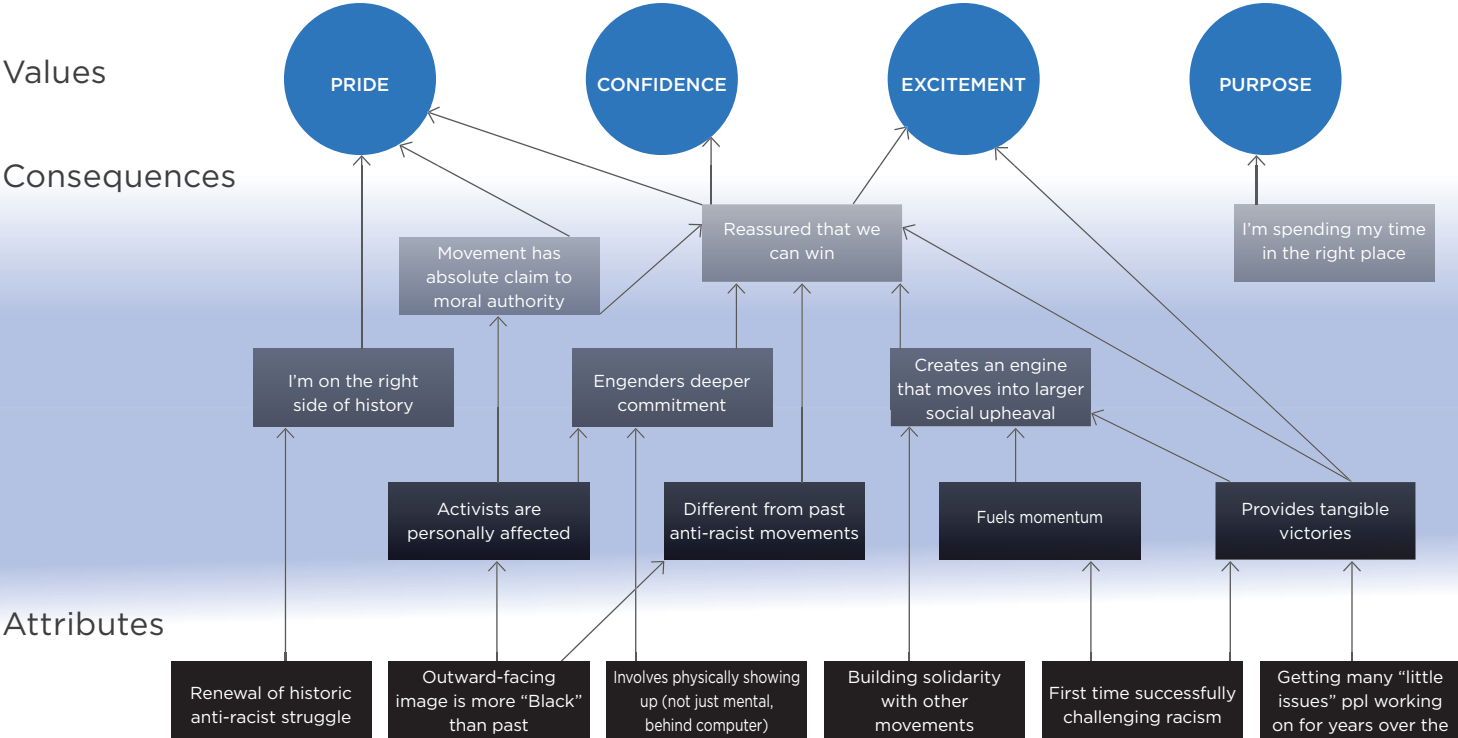 Values
PRIDE
CONFIDENCE
EXCITEMENT
PURPOSE
Consequences
Reassured that we
can win
I’m spending my time
in the right place
Movement has
absolute claim to
moral authority
I’m on the right
side of history
Engenders deeper
commitment
Creates an engine
that moves into larger
social upheaval
Activists are
personally affected
Different from past
anti-racist movements
Fuels momentum
Provides tangible
victories
Attributes
Renewal of historic
anti-racist struggle
Outward-facing
image is more “Black”
than past
Involves physically showing
up (not just mental,
behind computer)
Building solidarity
with other
movements
First time successfully
challenging racism
Getting many “little
issues” ppl working
on for years over the